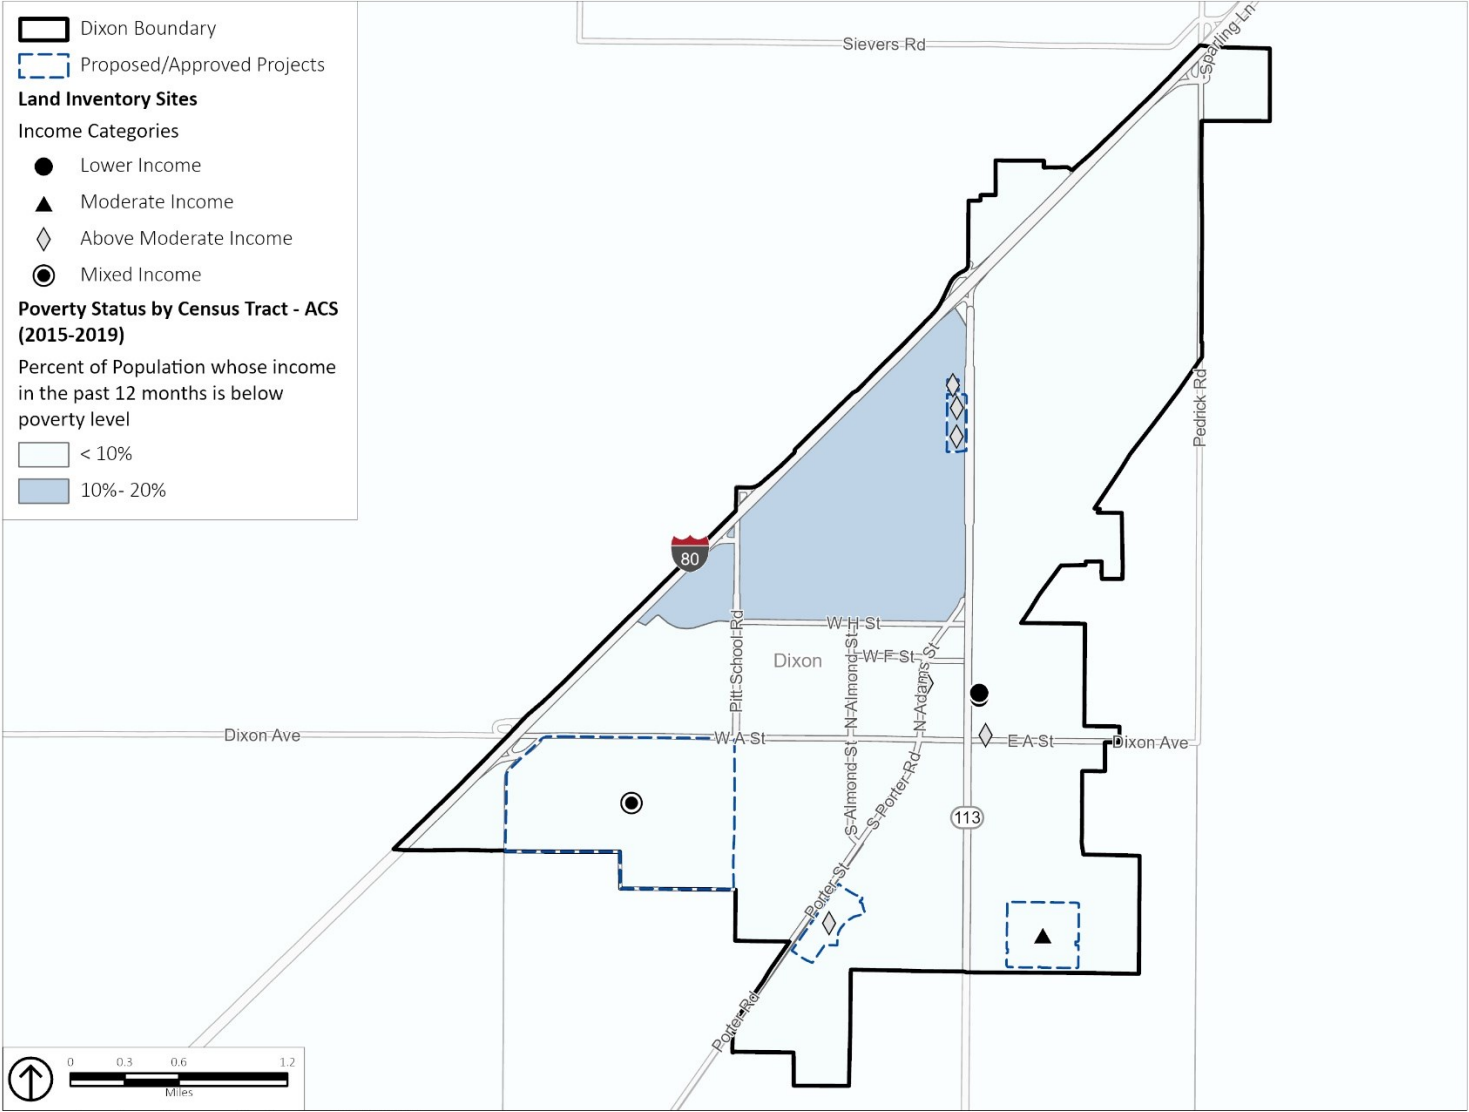 Dixon Boundary
Proposed/Approved Projects
Land Inventory Sites
Income Categories
Lower Income
Moderate Income
Above Moderate Income
Mixed Income
Poverty Status by Census Tract - ACS
(2015-2019)
Percent of Population whose income
in the past 12 months is below
poverty level
< 10%
10%- 20%
Sievers Rd
Sparling Ln
Pedrick Rd
80
W H St
Pitt School Rd
Dixon
N Almond St
W F St
N Adams St
Dixon Ave
W A St
E A St
Dixon Ave
S Almond St
S Porter Rd
113
Porter St
Porter Rd
0 0.3 0.6 1.2
Miles